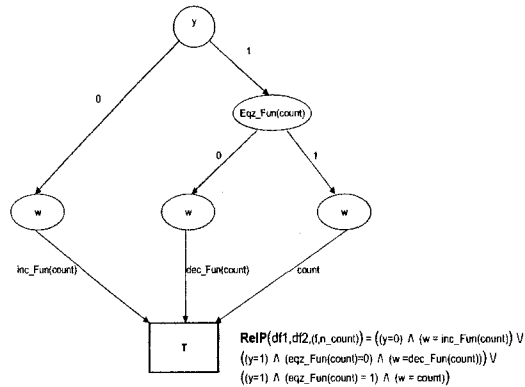 y
0
1
Eqz_Fun(count)
0
1
w
w
w
inc_Fun(count)
dec_Fun(count)
count
T
RelP(df1,df2,(f,n_count)) = ((y=0) Λ (w = inc_Fun(count)) V
((y=1) Λ (eqz_Fun(count)=0) Λ (w =dec_Fun(count))) V
((y=1) Λ (eqz_Fun(count) = 1) Λ (w = count))